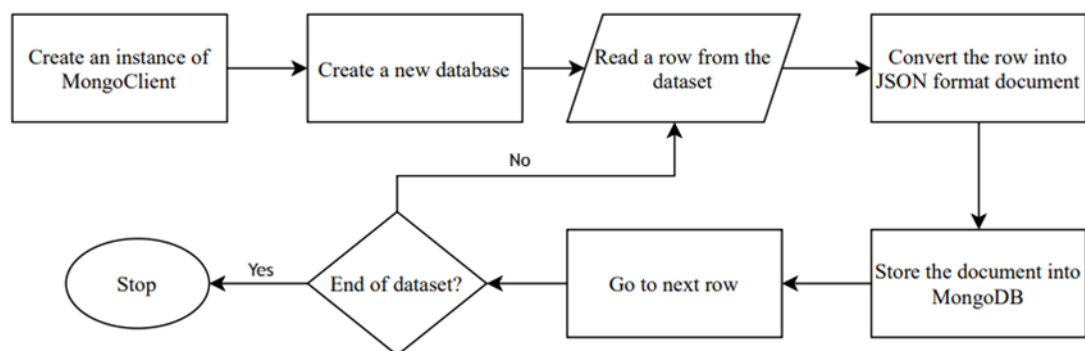 Create an instance of
MongoClient
Create a new database
Read a row from the
dataset
Convert the row into
JSON format document
No
Stop
Yes
End of dataset?
Go to next row
Store the document into
MongoDB